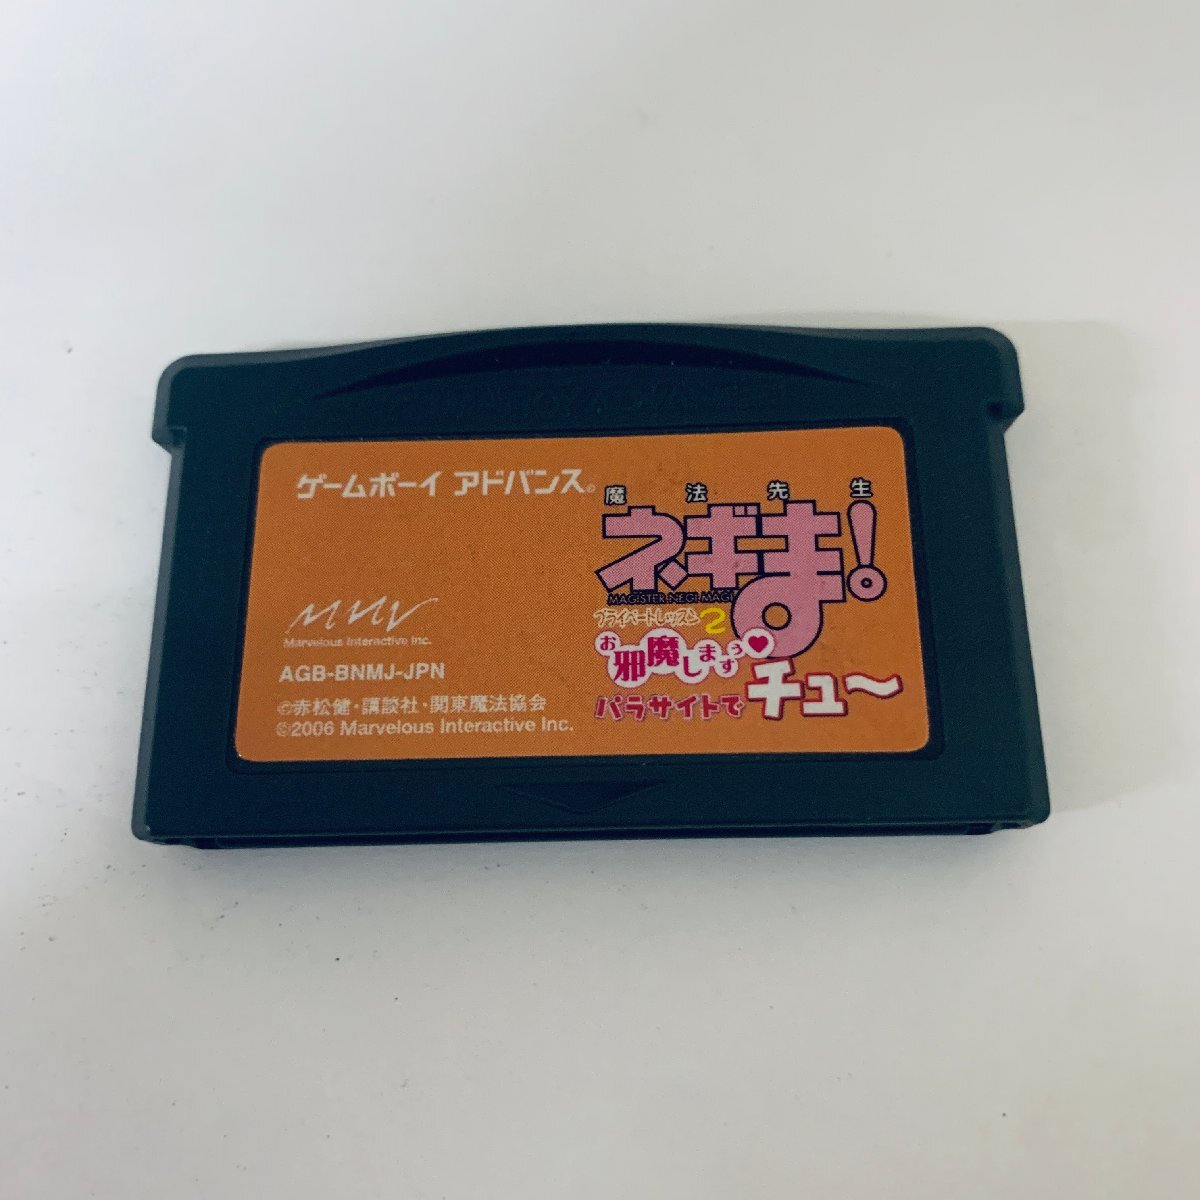 ゲームボーイ アドバンス
魔法先生
ネギま!
MAGISTER NEGI MAGI
プライベートレッスン2
お邪魔しますぅ♥
パラサイトでチュ〜
MMV
Marvelous Interactive Inc.
AGB-BNMJ-JPN
©赤松健・講談社・関東魔法協会
©2006 Marvelous Interactive Inc.